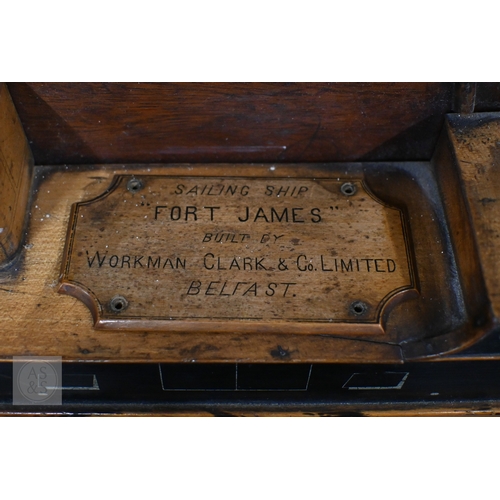 SAILING SHIP
"FORT JAMES"
BUILT BY
WORKMAN CLARK & Co. LIMITED
BELFAST.